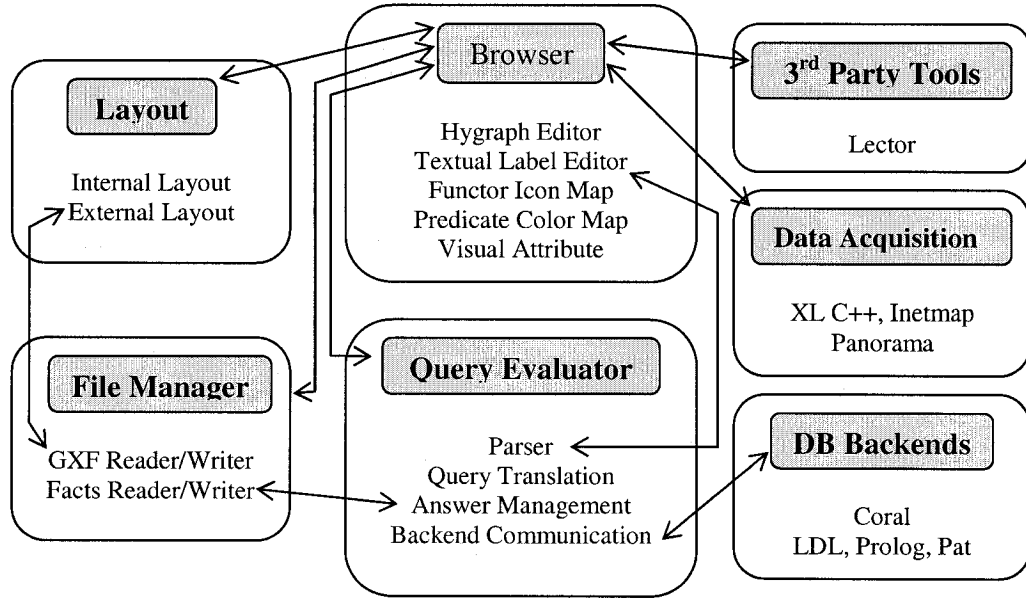 Layout
Internal Layout
External Layout
File Manager
GXF Reader/Writer
Facts Reader/Writer
Browser
Hygraph Editor
Textual Label Editor
Functor Icon Map
Predicate Color Map
Visual Attribute
Query Evaluator
Parser
Query Translation
Answer Management
Backend Communication
3rd Party Tools
Lector
Data Acquisition
XL C++, Inetmap
Panorama
DB Backends
Coral
LDL, Prolog, Pat